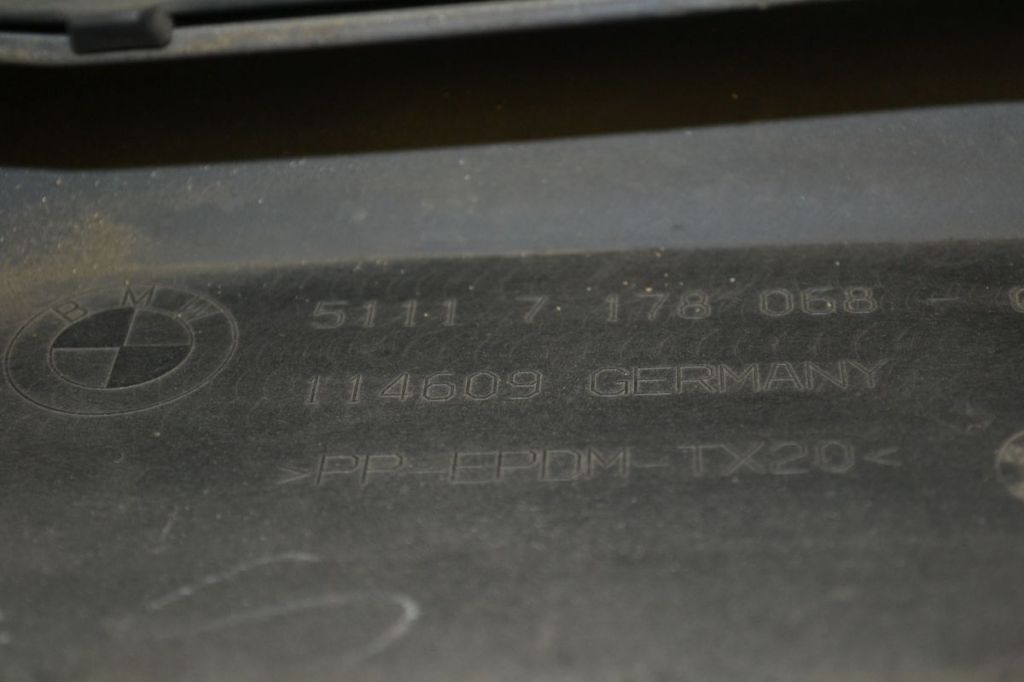 BMW
5111 7 178 068 -
114609 GERMANY
>PP-EPDM-TX20<